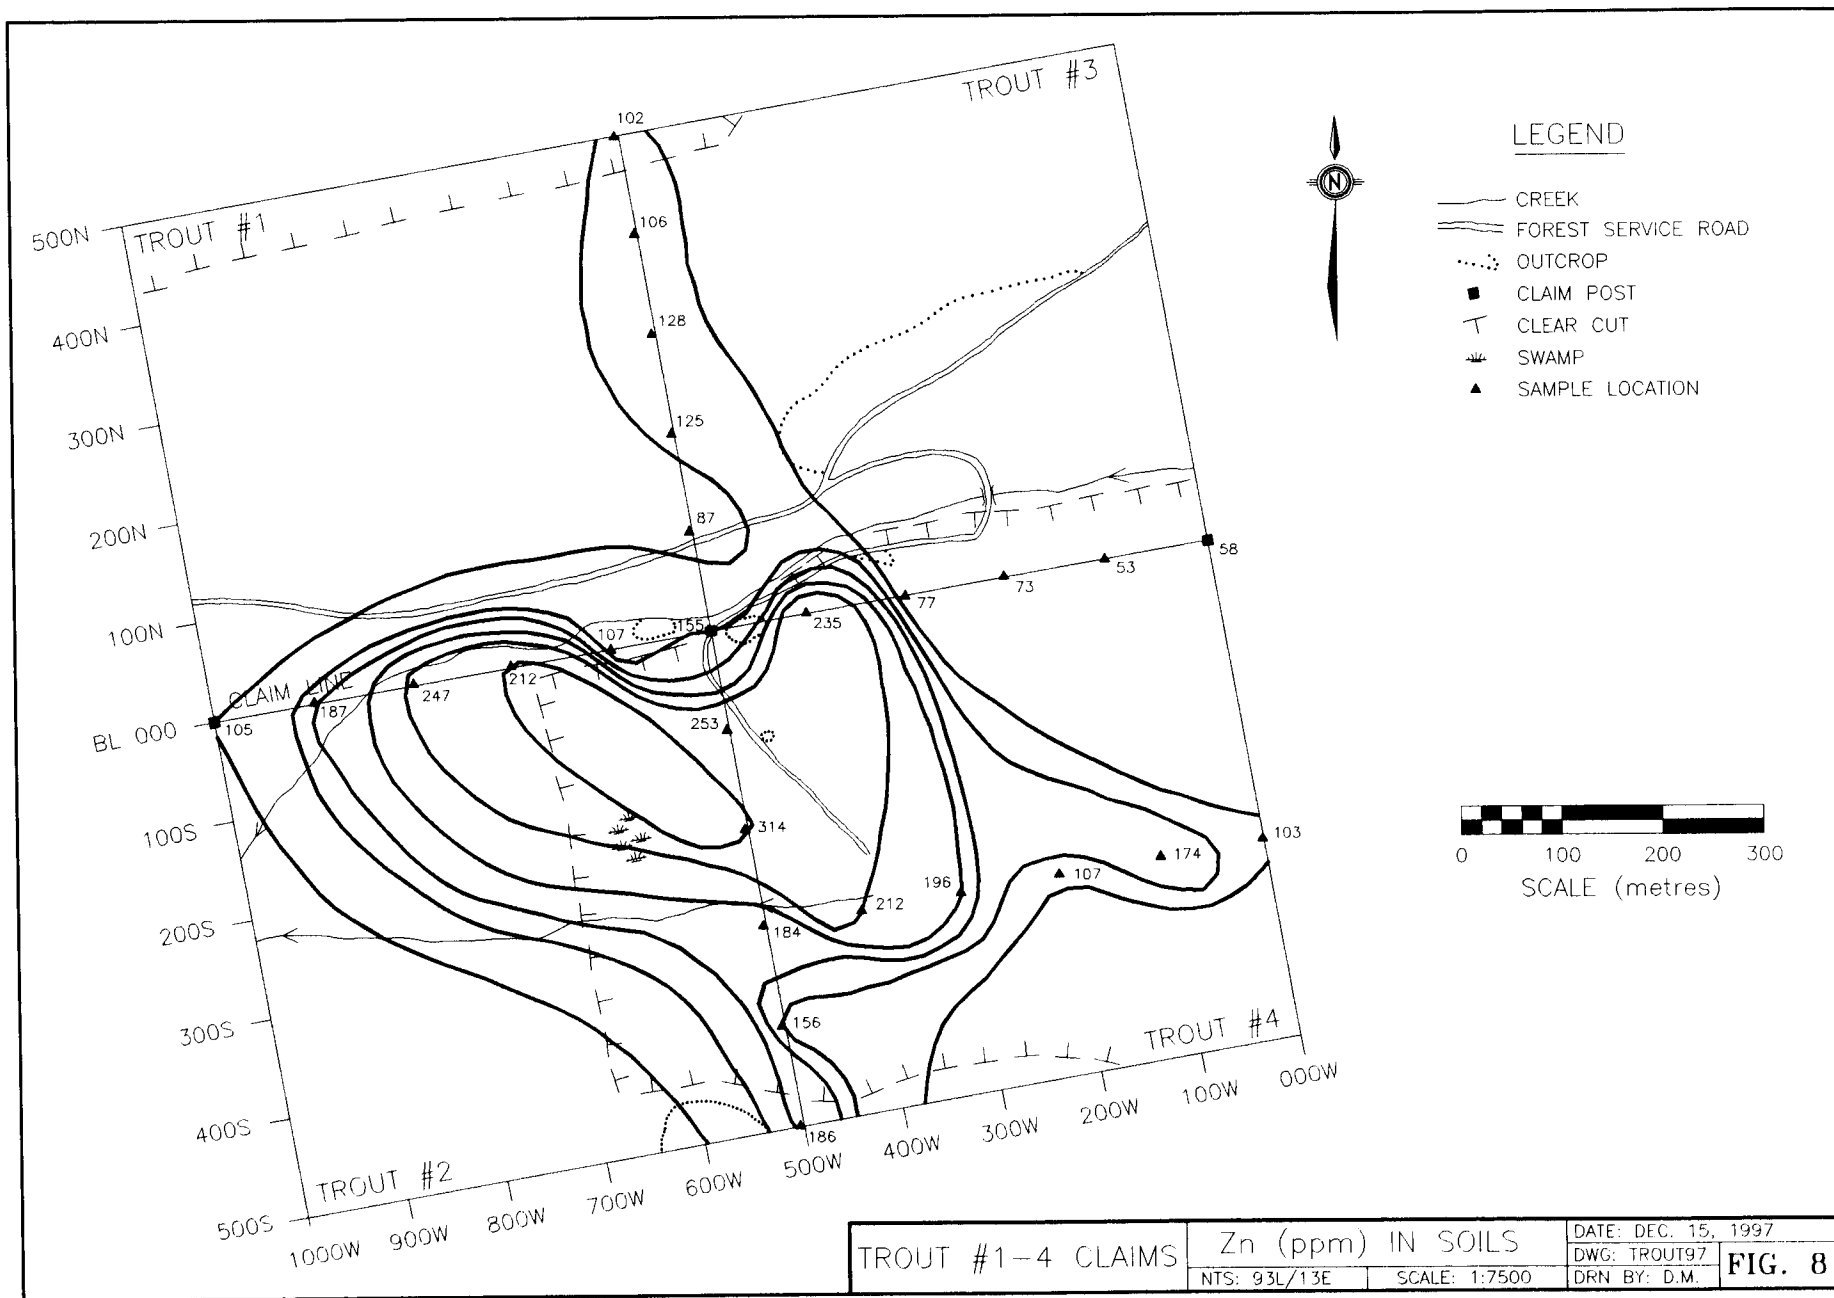 TROUT #3
102
LEGEND
N
CREEK
FOREST SERVICE ROAD
OUTCROP
CLAIM POST
CLEAR CUT
SWAMP
SAMPLE LOCATION
500N
TROUT #1
106
400N
128
300N
125
200N
87
58
53
73
77
100N
107
155
235
CLAIM LINE
BL 000
105
187
247
212
253
100S
314
103
174
107
0 100 200 300
SCALE (metres)
196
212
184
200S
300S
156
TROUT #4
400S
186
TROUT #2
500S
1000W 900W 800W 700W 600W 500W 400W 300W 200W 100W 000W
TROUT #1-4 CLAIMS
Zn (ppm) IN SOILS
NTS: 93L/13E
SCALE: 1:7500
DATE: DEC. 15, 1997
DWG: TROUT97
DRN BY: D.M.
FIG. 8